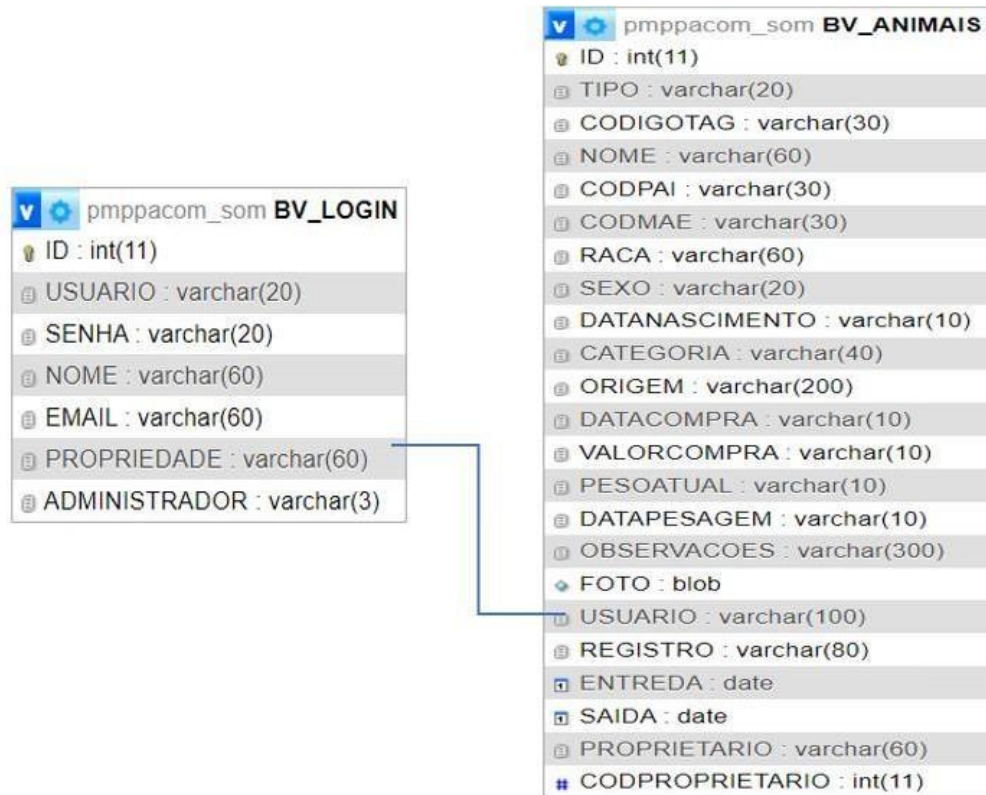 pmppacom_som BV_LOGIN
ID : int(11)
USUARIO : varchar(20)
SENHA : varchar(20)
NOME : varchar(60)
EMAIL : varchar(60)
PROPRIEDADE : varchar(60)
ADMINISTRADOR : varchar(3)
pmppacom_som BV_ANIMAIS
ID : int(11)
TIPO : varchar(20)
CODIGOTAG : varchar(30)
NOME : varchar(60)
CODPAI : varchar(30)
CODMAE : varchar(30)
RACA : varchar(60)
SEXO : varchar(20)
DATANASCIMENTO : varchar(10)
CATEGORIA : varchar(40)
ORIGEM : varchar(200)
DATACOMPRA : varchar(10)
VALORCOMPRA : varchar(10)
PESOATUAL : varchar(10)
DATAPESAGEM : varchar(10)
OBSERVACOES : varchar(300)
FOTO : blob
USUARIO : varchar(100)
REGISTRO : varchar(80)
ENTREDA : date
SAIDA : date
PROPRIETARIO : varchar(60)
# CODPROPRIETARIO : int(11)